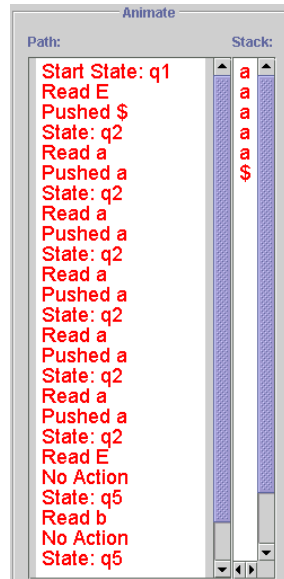 Animate
Path:
Stack:
Start State: q1
Read E
Pushed $
State: q2
Read a
Pushed a
State: q2
Read a
Pushed a
State: q2
Read a
Pushed a
State: q2
Read a
Pushed a
State: q2
Read a
Pushed a
State: q2
Read E
No Action
State: q5
Read b
No Action
State: q5
a
a
a
a
a
$